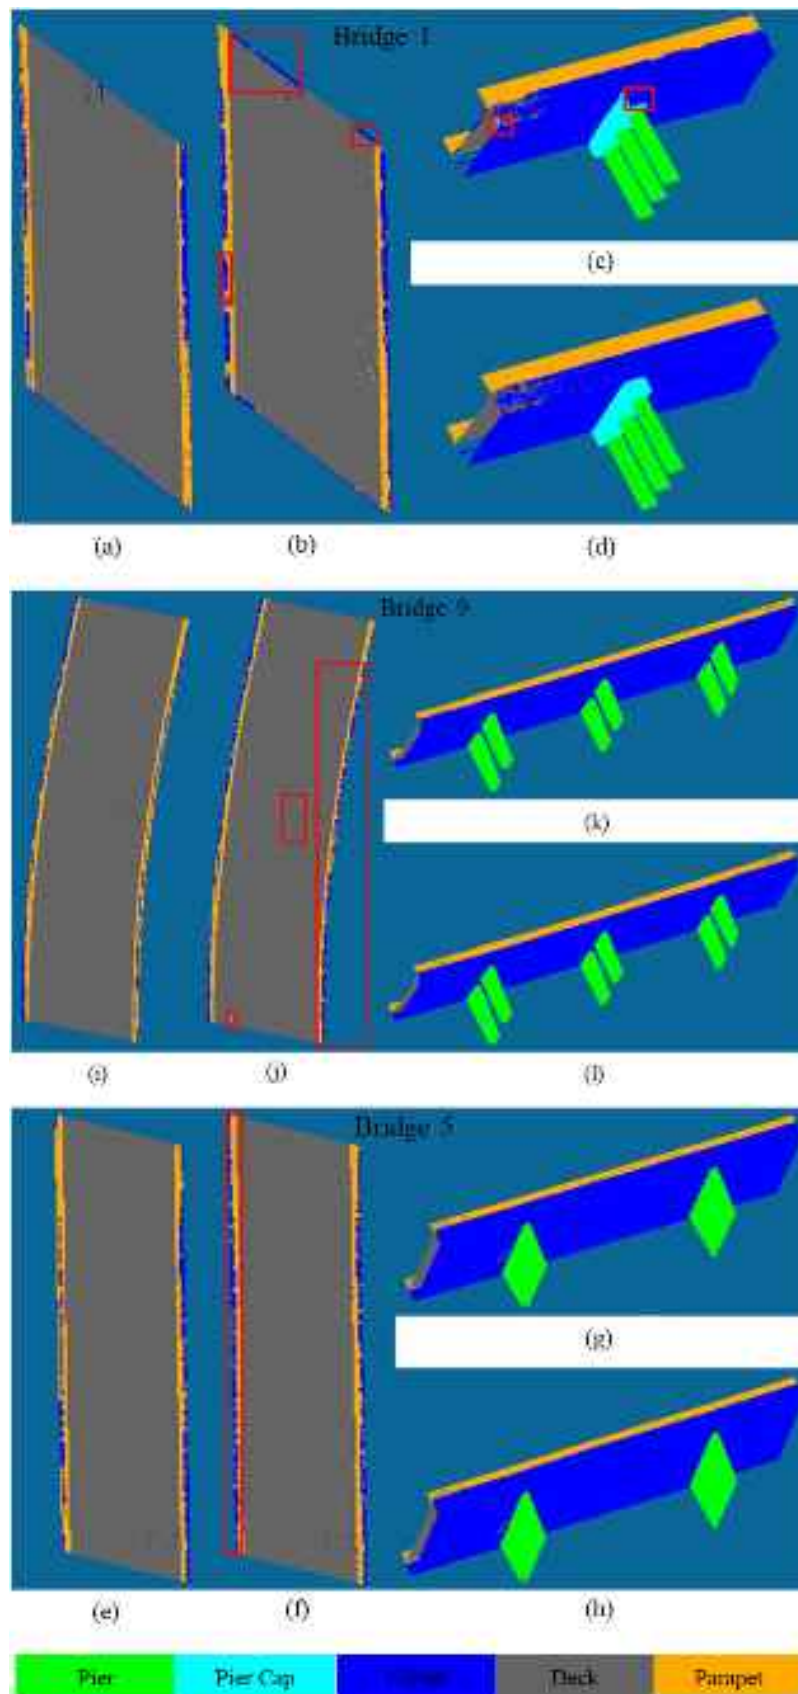 Bridge 1
(c)
(a)
(b)
(d)
Bridge 9
(k)
(i)
(j)
(l)
Bridge 5
(g)
(e)
(f)
(h)
Pier
Pier Cap
Deck
Parapet